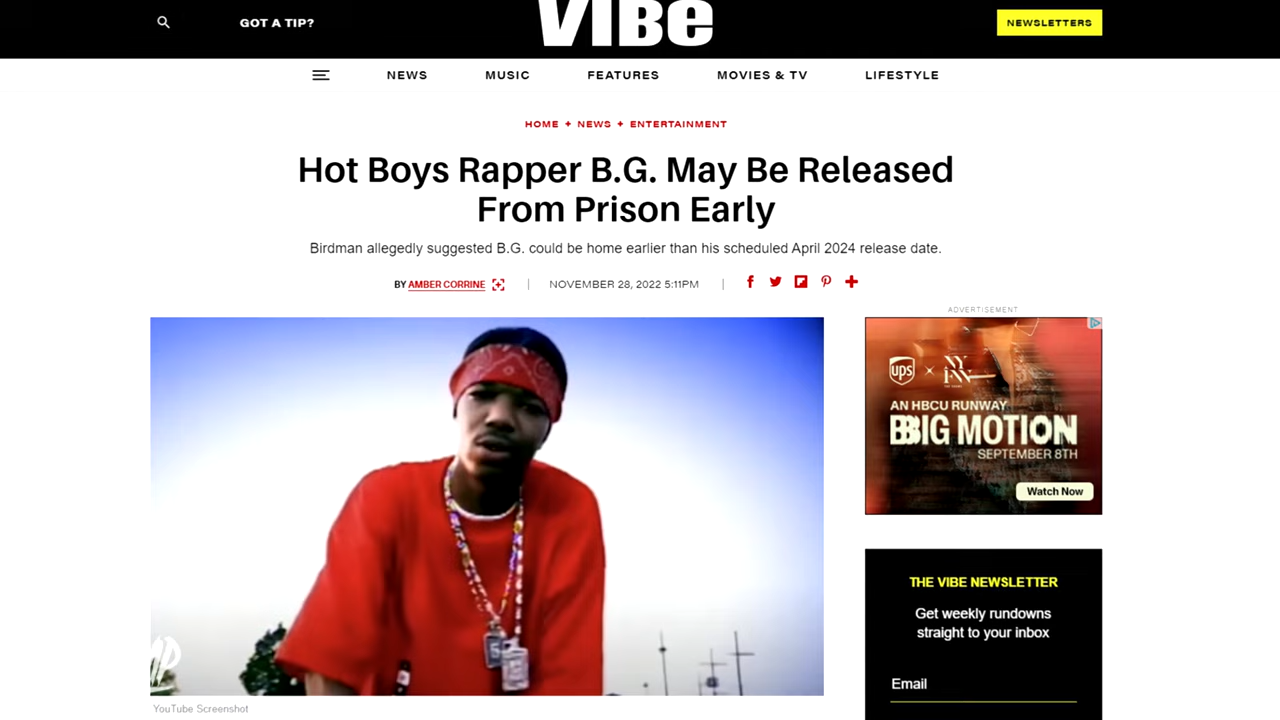 GOT A TIP?
VIBe
NEWSLETTERS
NEWS
MUSIC
FEATURES
MOVIES & TV
LIFESTYLE
HOME + NEWS + ENTERTAINMENT
Hot Boys Rapper B.G. May Be Released
From Prison Early
Birdman allegedly suggested B.G. could be home earlier than his scheduled April 2024 release date.
BY AMBER CORRINE | NOVEMBER 28, 2022 5:11PM |
ADVERTISEMENT
ups × NYFW
AN HBCU RUNWAY
BIG MOTION
SEPTEMBER 8TH
Watch Now
THE VIBE NEWSLETTER
Get weekly rundowns
straight to your inbox
Email
YouTube Screenshot